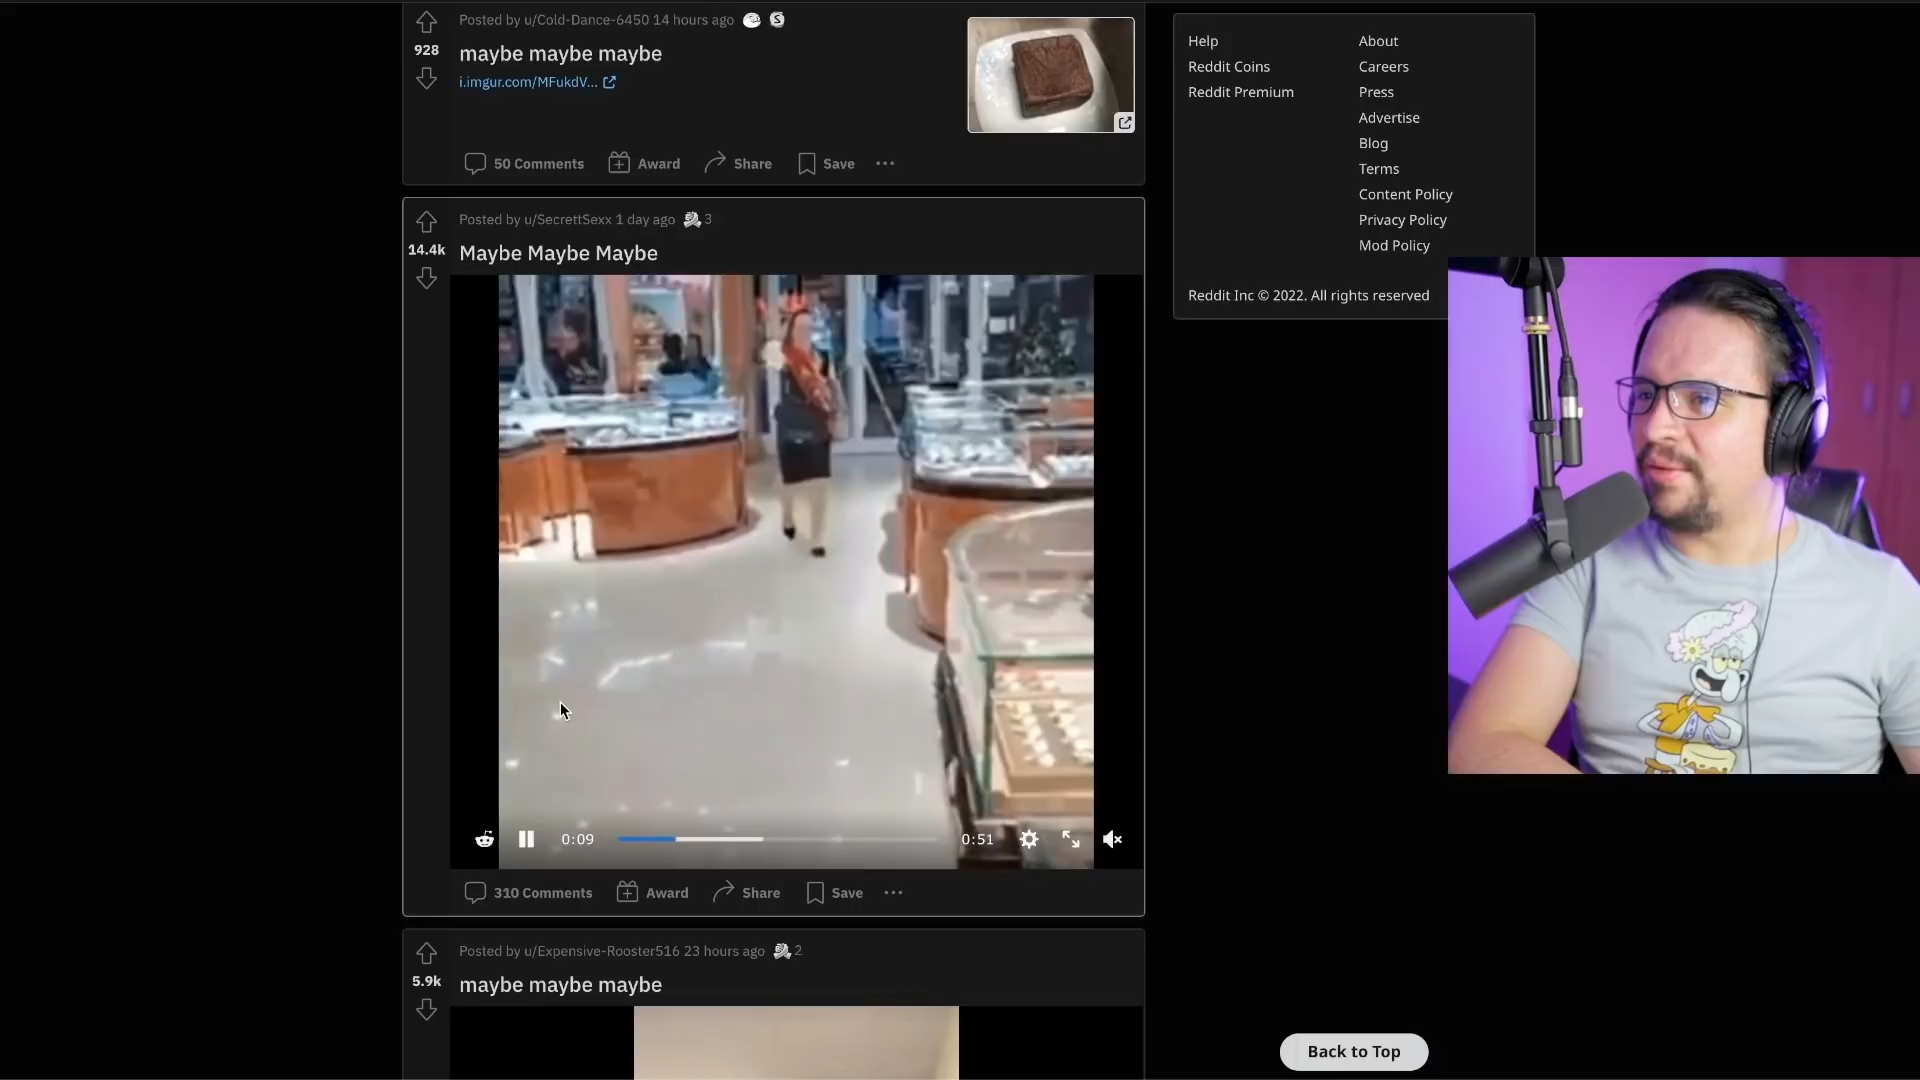 Posted by u/Cold-Dance-6450 14 hours ago
928
maybe maybe maybe
i.imgur.com/MFukdV...
50 Comments Award Share Save
Posted by u/SecrettSexx 1 day ago 3
14.4k
Maybe Maybe Maybe
0:09 0:51
310 Comments Award Share Save
Posted by u/Expensive-Rooster516 23 hours ago 2
5.9k
maybe maybe maybe
Help About
Reddit Coins Careers
Reddit Premium Press
Advertise
Blog
Terms
Content Policy
Privacy Policy
Mod Policy
Reddit Inc © 2022. All rights reserved
Back to Top